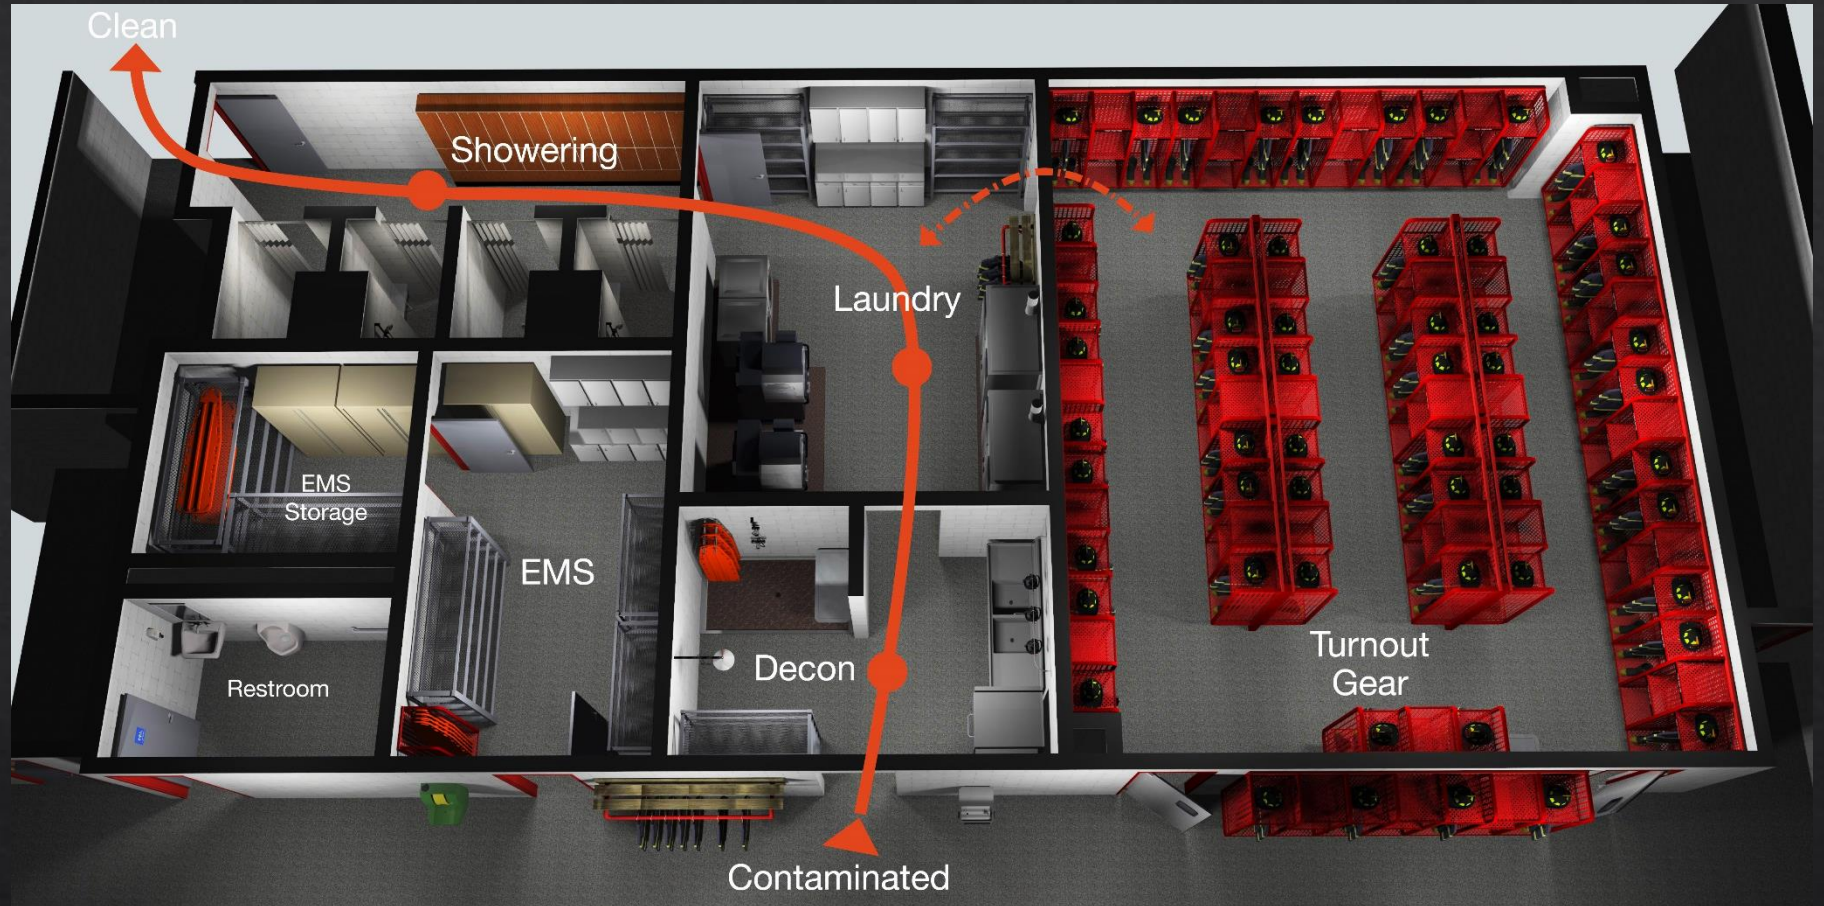 Clean
Showering
Laundry
EMS
Storage
EMS
Decon
Restroom
Turnout
Gear
Contaminated